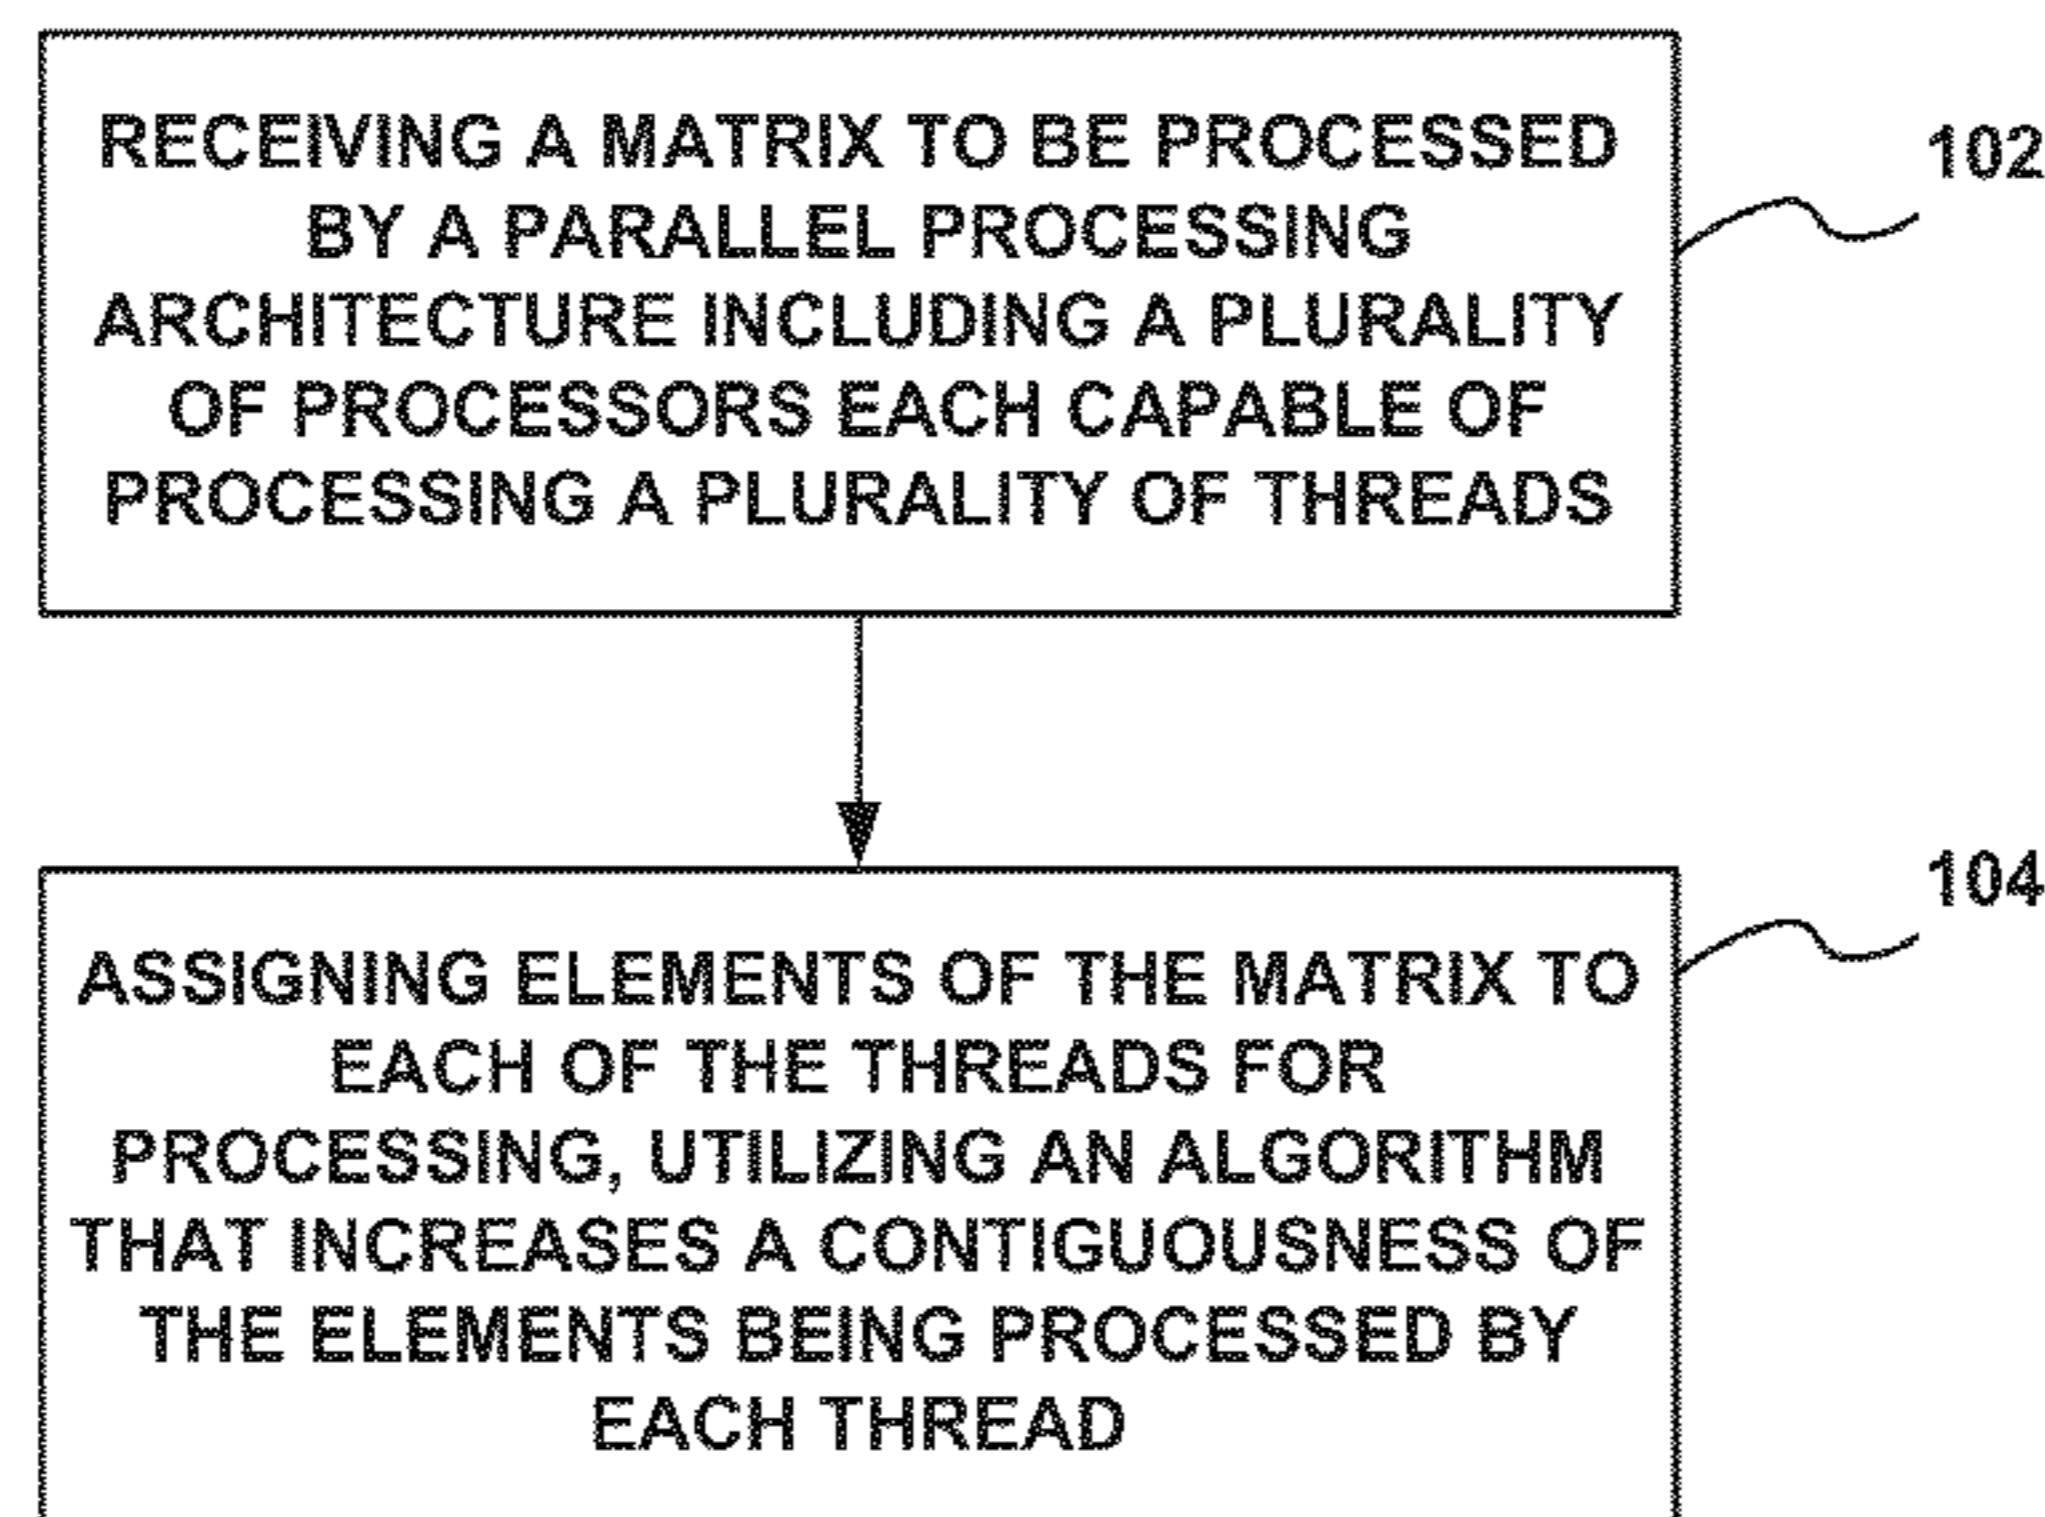 RECEIVING A MATRIX TO BE PROCESSED
BY A PARALLEL PROCESSING
ARCHITECTURE INCLUDING A PLURALITY
OF PROCESSORS EACH CAPABLE OF
PROCESSING A PLURALITY OF THREADS
102
ASSIGNING ELEMENTS OF THE MATRIX TO
EACH OF THE THREADS FOR
PROCESSING, UTILIZING AN ALGORITHM
THAT INCREASES A CONTIGUOUSNESS OF
THE ELEMENTS BEING PROCESSED BY
EACH THREAD
104